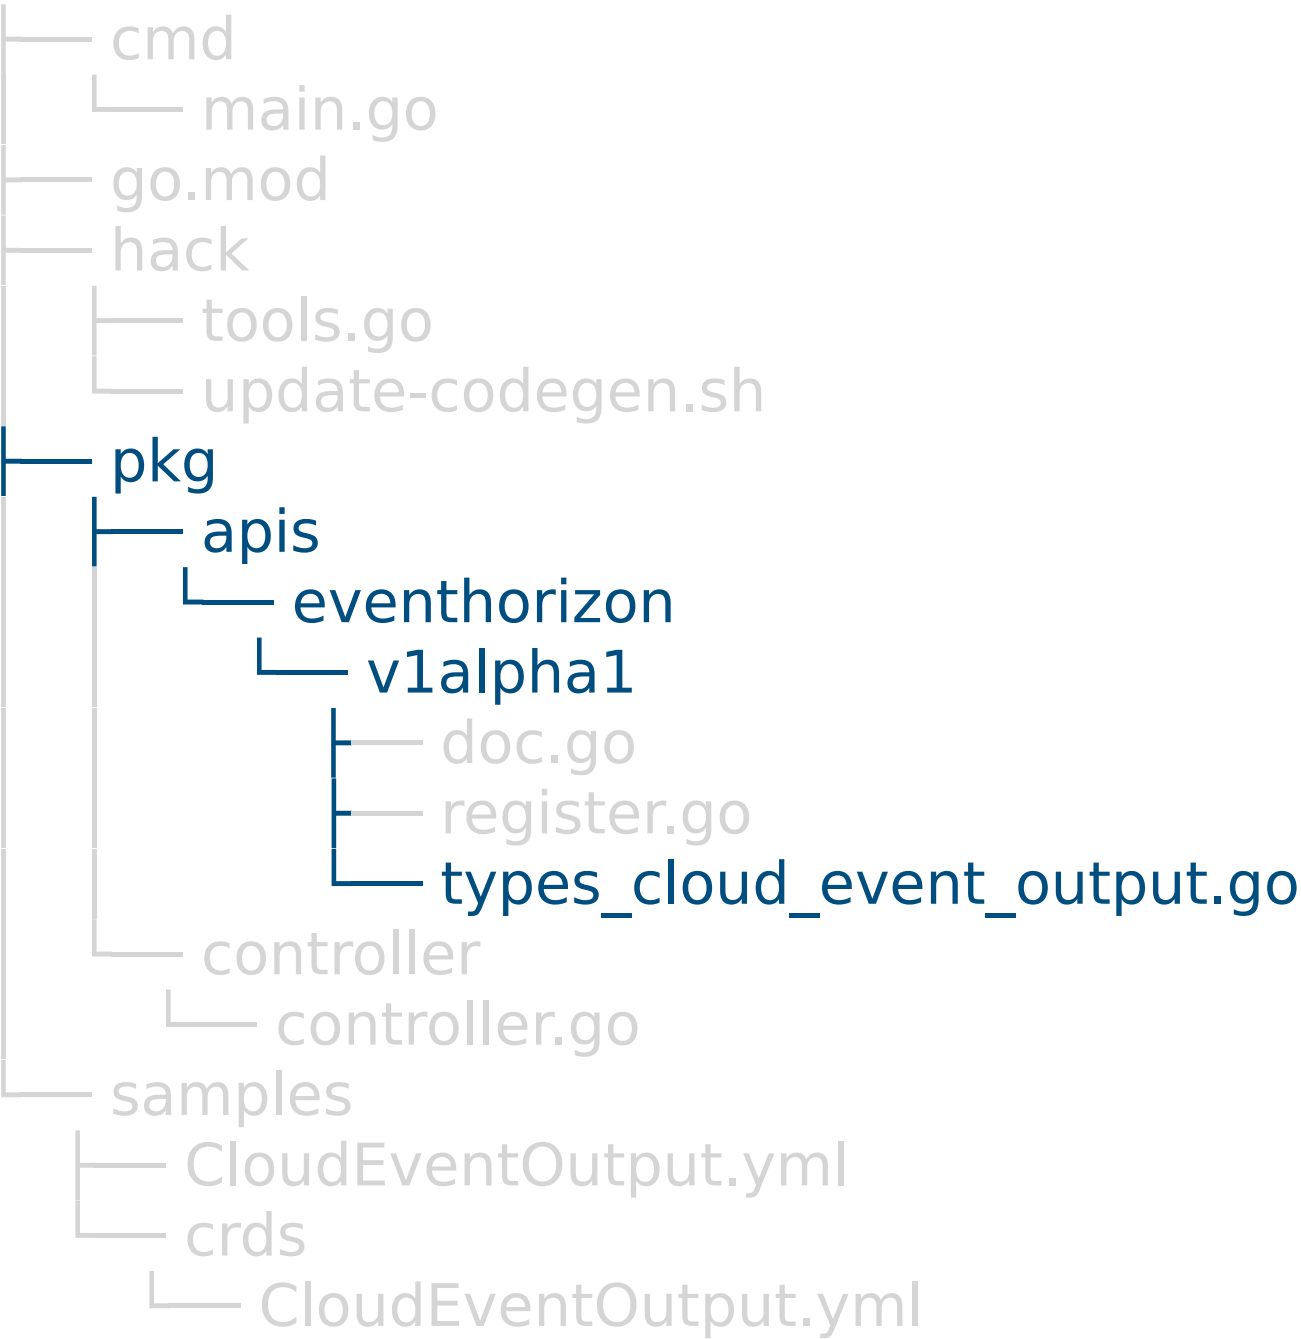 cmd
main.go
go.mod
hack
tools.go
update-codegen.sh
pkg
apis
eventhorizon
v1alpha1
doc.go
register.go
types_cloud_event_output.go
controller
controller.go
samples
CloudEventOutput.yml
crds
CloudEventOutput.yml